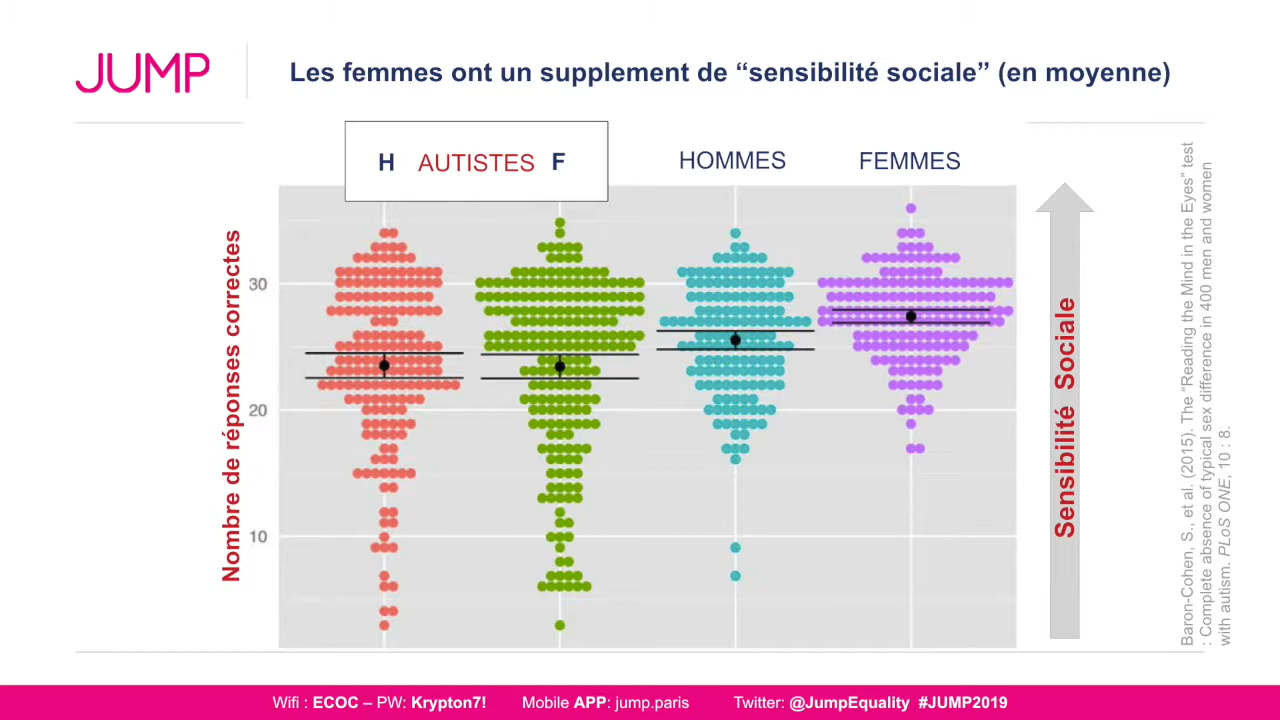 JUMP
Les femmes ont un supplement de “sensibilité sociale” (en moyenne)
H AUTISTES F
HOMMES
FEMMES
Nombre de réponses correctes
30
20
10
Sensibilité Sociale
Baron-Cohen, S., et al. (2015). The “Reading the Mind in the Eyes” test
: Complete absence of typical sex difference in 400 men and women
with autism. PLoS ONE, 10 : 8.
Wifi : ECOC – PW: Krypton7! Mobile APP: jump.paris Twitter: @JumpEquality #JUMP2019